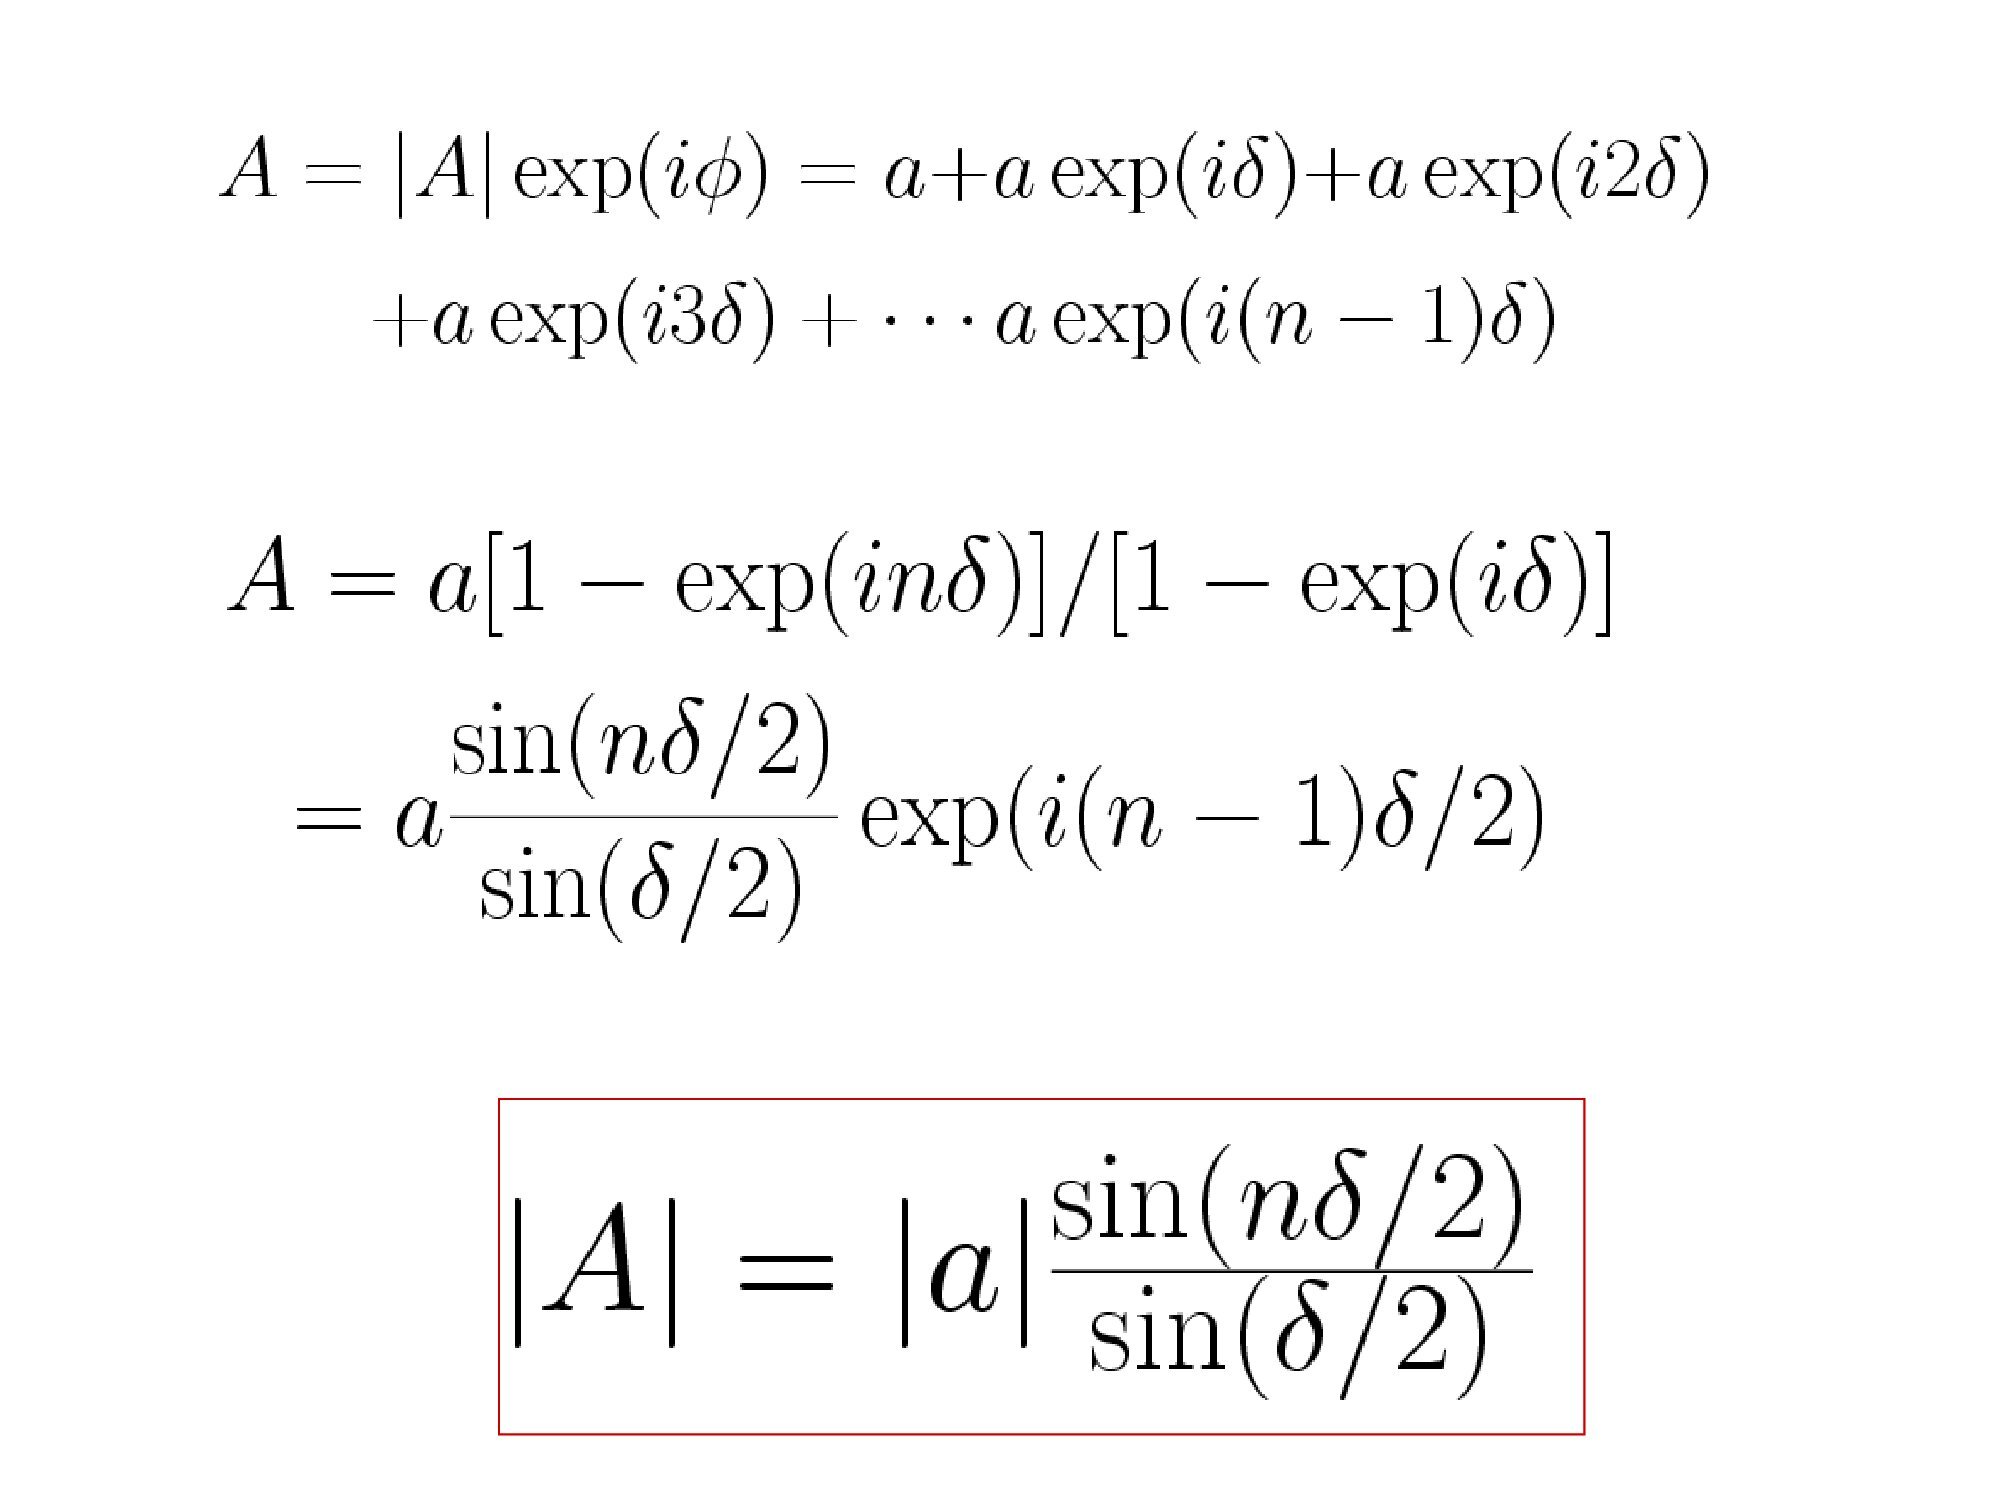 A = |A| exp(iϕ) = a+a exp(iδ)+a exp(i2δ)
+a exp(i3δ) + ⋯ a exp(i(n − 1)δ)
A = a[1 − exp(inδ)]/[1 − exp(iδ)]
= a sin(nδ/2)/sin(δ/2) exp(i(n − 1)δ/2)
|A| = |a| sin(nδ/2)/sin(δ/2)